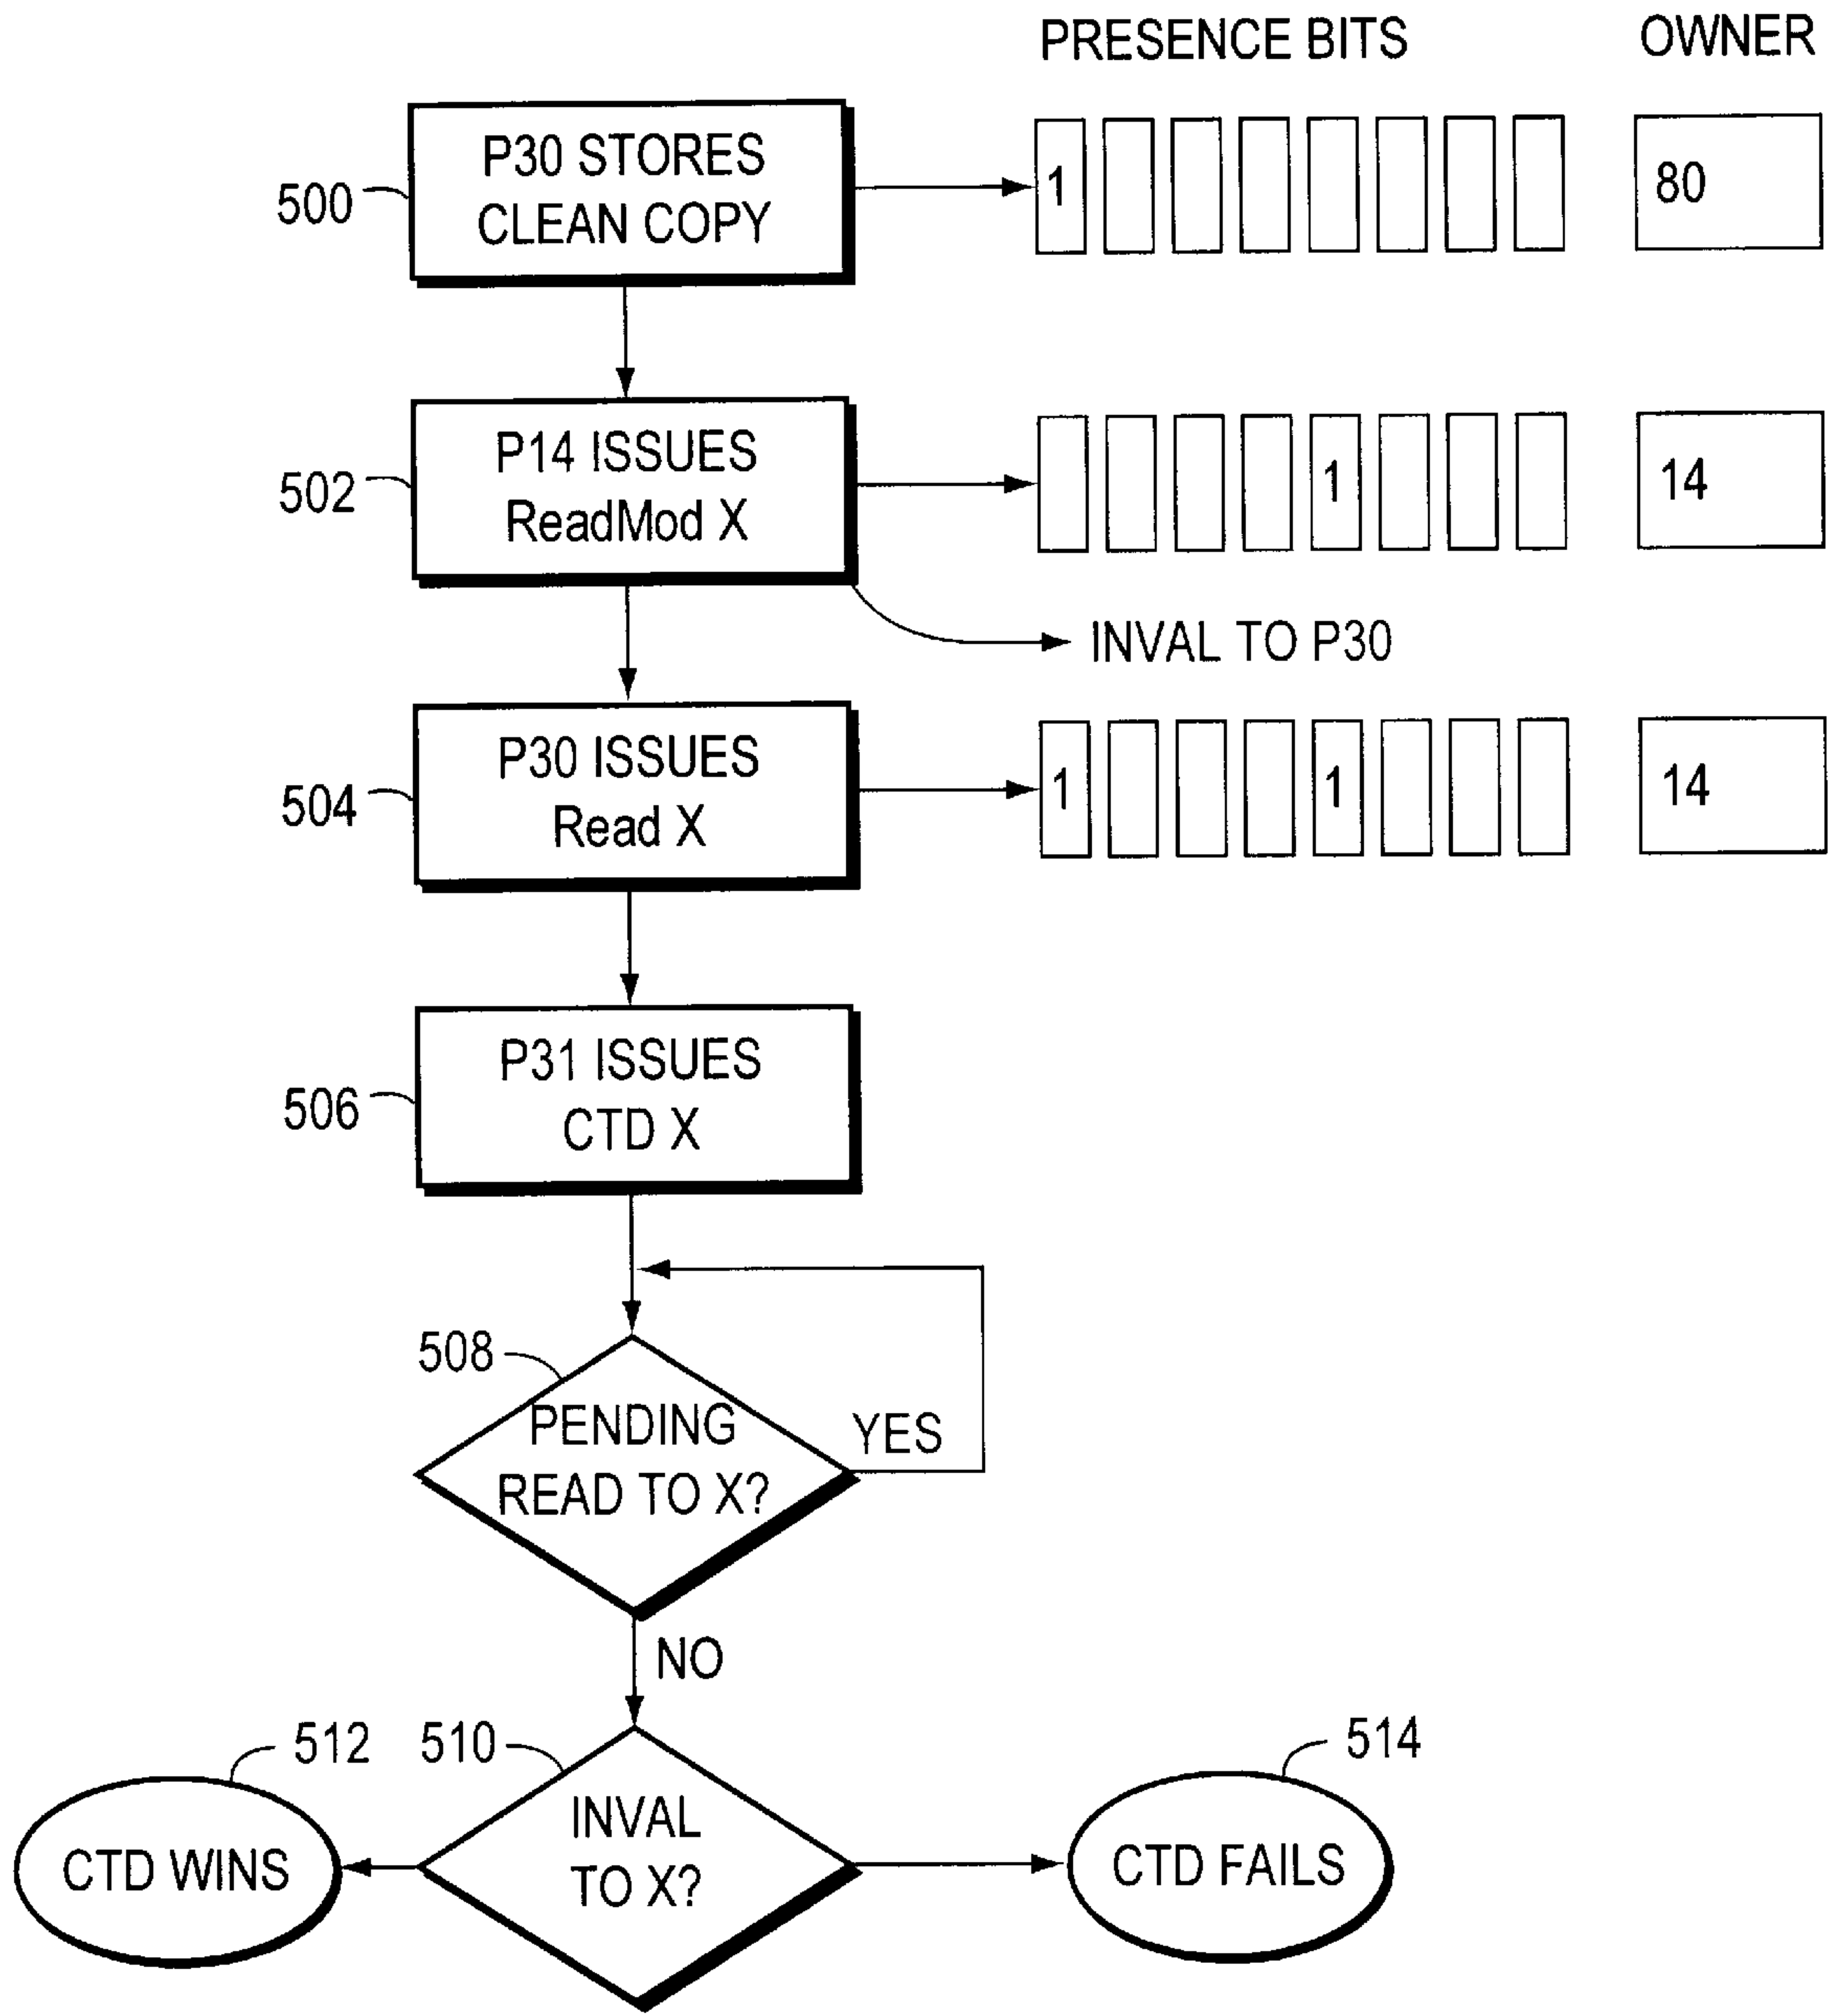 PRESENCE BITS OWNER
P30 STORES
CLEAN COPY
500
1
80
P14 ISSUES
ReadMod X
502
1
14
INVAL TO P30
P30 ISSUES
Read X
504
1 1
14
P31 ISSUES
CTD X
506
508
PENDING
READ TO X?
YES
NO
512
510
514
INVAL
TO X?
CTD WINS
CTD FAILS